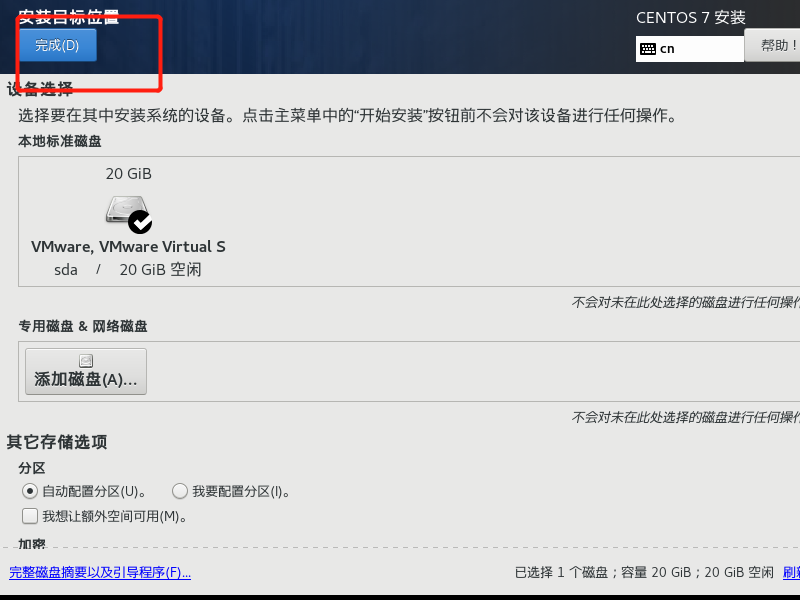 安装目标位置
CENTOS 7 安装
完成(D)
cn
帮助！
设备选择
选择要在其中安装系统的设备。点击主菜单中的“开始安装”按钮前不会对该设备进行任何操作。
本地标准磁盘
20 GiB
VMware, VMware Virtual S
sda / 20 GiB 空闲
不会对未在此处选择的磁盘进行任何操作
专用磁盘 & 网络磁盘
添加磁盘(A)...
不会对未在此处选择的磁盘进行任何操作
其它存储选项
分区
自动配置分区(U)。 我要配置分区(I)。
我想让额外空间可用(M)。
加密
完整磁盘摘要以及引导程序(F)... 已选择 1 个磁盘；容量 20 GiB；20 GiB 空闲 刷新